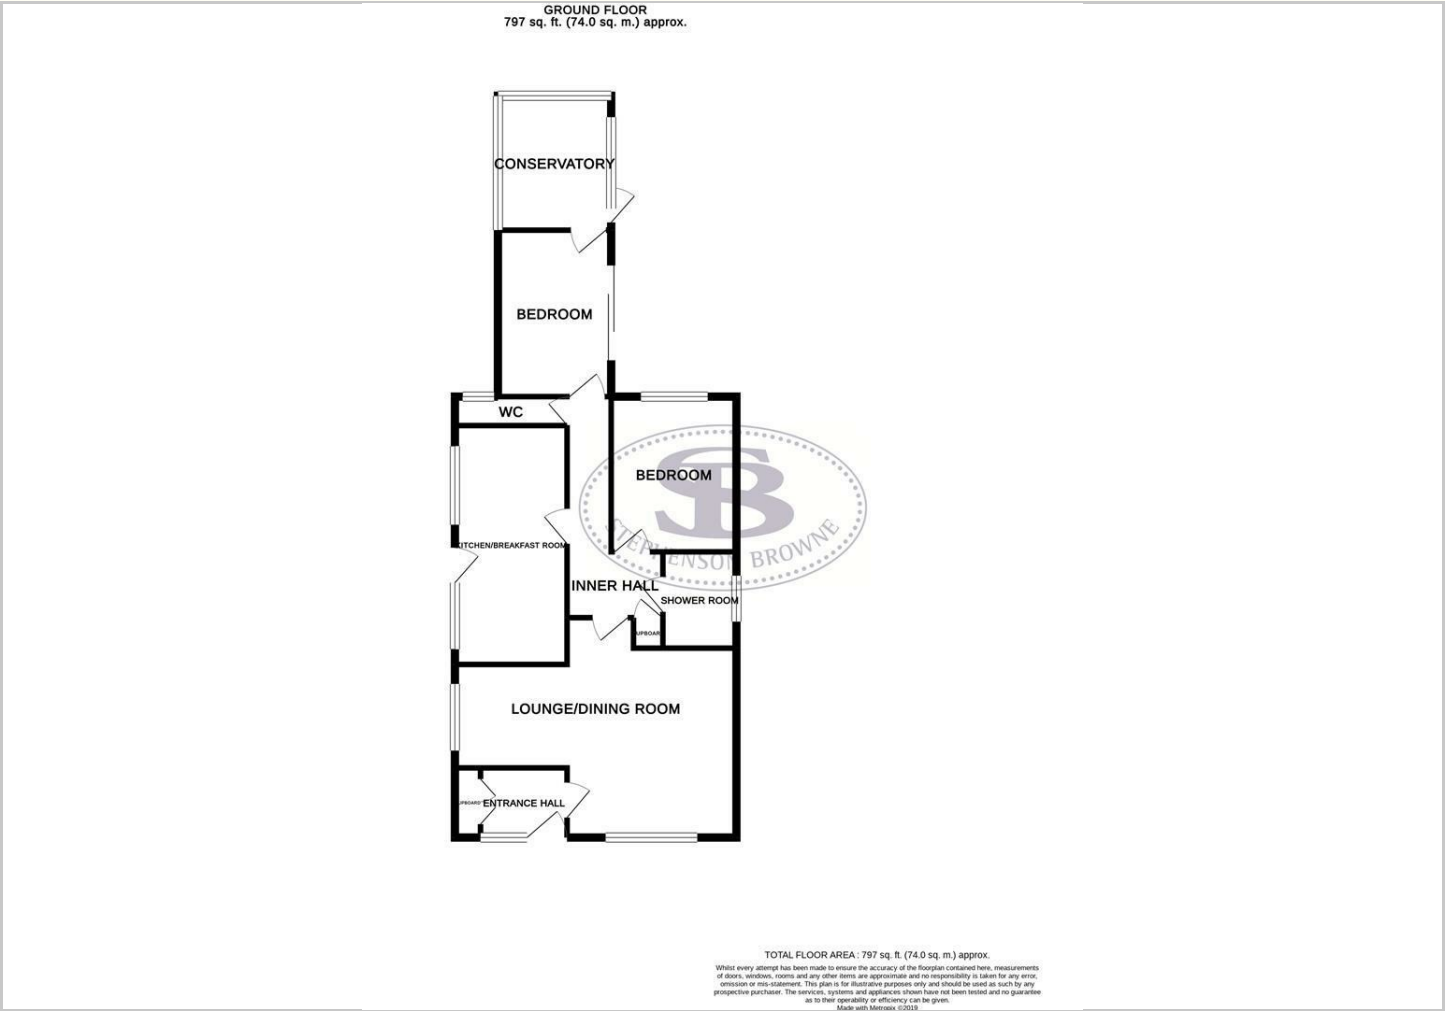 GROUND FLOOR
797 sq. ft. (74.0 sq. m.) approx.
CONSERVATORY
BEDROOM
WC
BEDROOM
KITCHEN/BREAKFAST ROOM
INNER HALL
SHOWER ROOM
UPBOAR
LOUNGE/DINING ROOM
UPBOARD
ENTRANCE HALL
SB
STEPHENSON BROWNE
TOTAL FLOOR AREA : 797 sq. ft. (74.0 sq. m.) approx.
Whilst every attempt has been made to ensure the accuracy of the floorplan contained here, measurements
of doors, windows, rooms and any other items are approximate and no responsibility is taken for any error,
omission or mis-statement. This plan is for illustrative purposes only and should be used as such by any
prospective purchaser. The services, systems and appliances shown have not been tested and no guarantee
as to their operability or efficiency can be given.
Made with Metropix ©2019